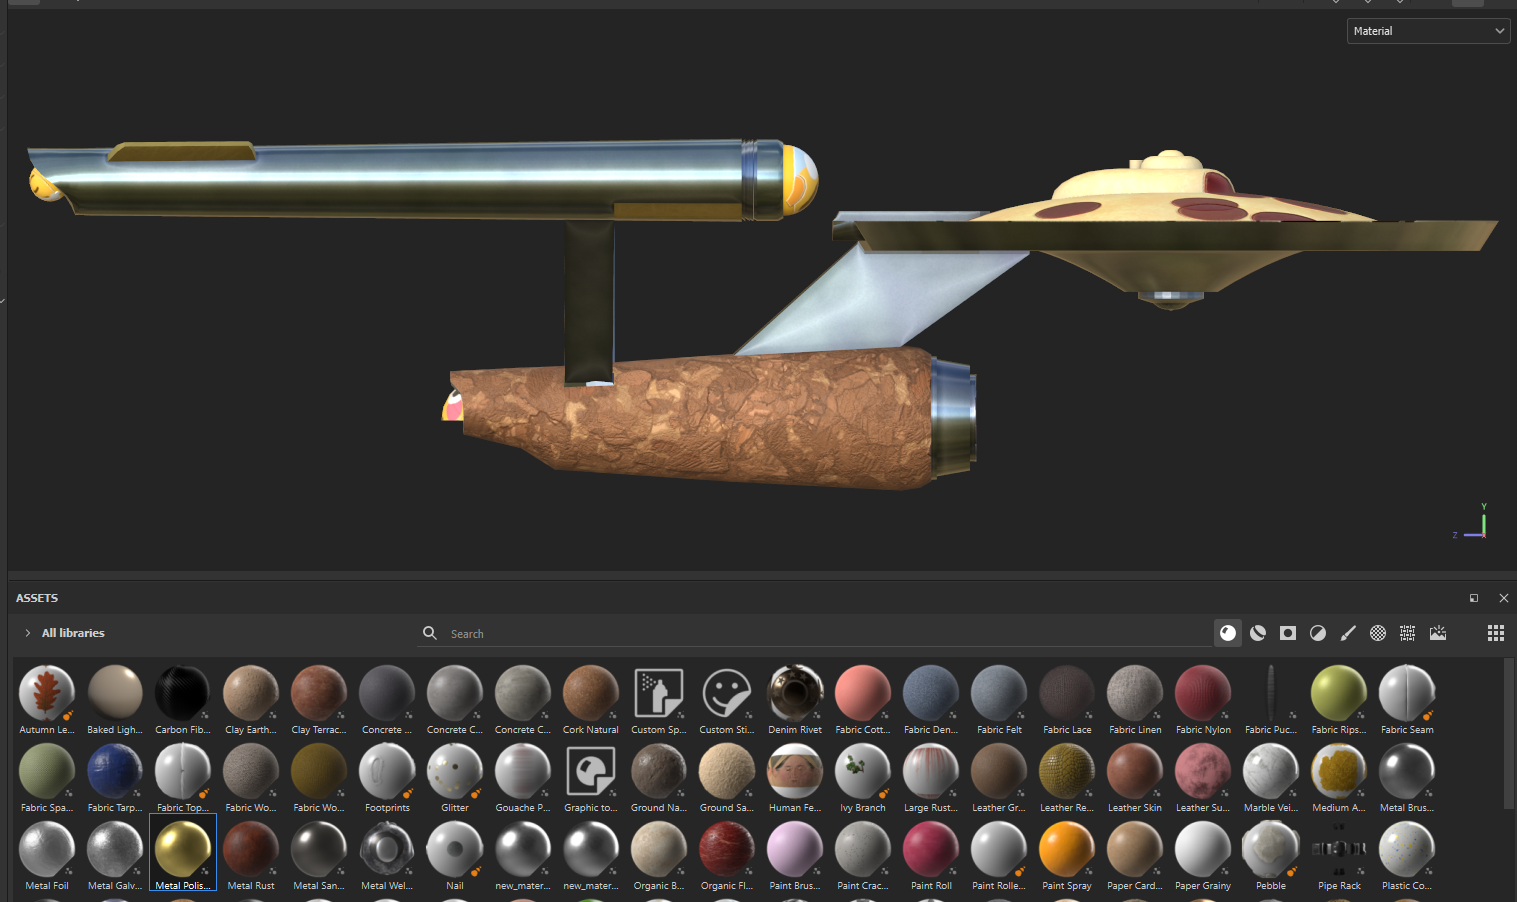 Material
Y
Z
ASSETS
All libraries
Search
Autumn Le...
Baked Ligh...
Carbon Fib...
Clay Earth...
Clay Terrac...
Concrete ...
Concrete C...
Concrete C...
Cork Natural
Custom Sp...
Custom Sti...
Denim Rivet
Fabric Cott...
Fabric Den...
Fabric Felt
Fabric Lace
Fabric Linen
Fabric Nylon
Fabric Puc...
Fabric Rips...
Fabric Seam
Fabric Spa...
Fabric Tarp...
Fabric Top...
Fabric Wo...
Fabric Wo...
Footprints
Glitter
Gouache P...
Graphic to...
Ground Na...
Ground Sa...
Human Fe...
Ivy Branch
Large Rust...
Leather Gr...
Leather Re...
Leather Skin
Leather Su...
Marble Vei...
Medium A...
Metal Brus...
Metal Foil
Metal Galv...
Metal Polis...
Metal Rust
Metal San...
Metal Wel...
Nail
new_mater...
new_mater...
Organic B...
Organic Fl...
Paint Brus...
Paint Crac...
Paint Roll
Paint Rolle...
Paint Spray
Paper Card...
Paper Grainy
Pebble
Pipe Rack
Plastic Co...